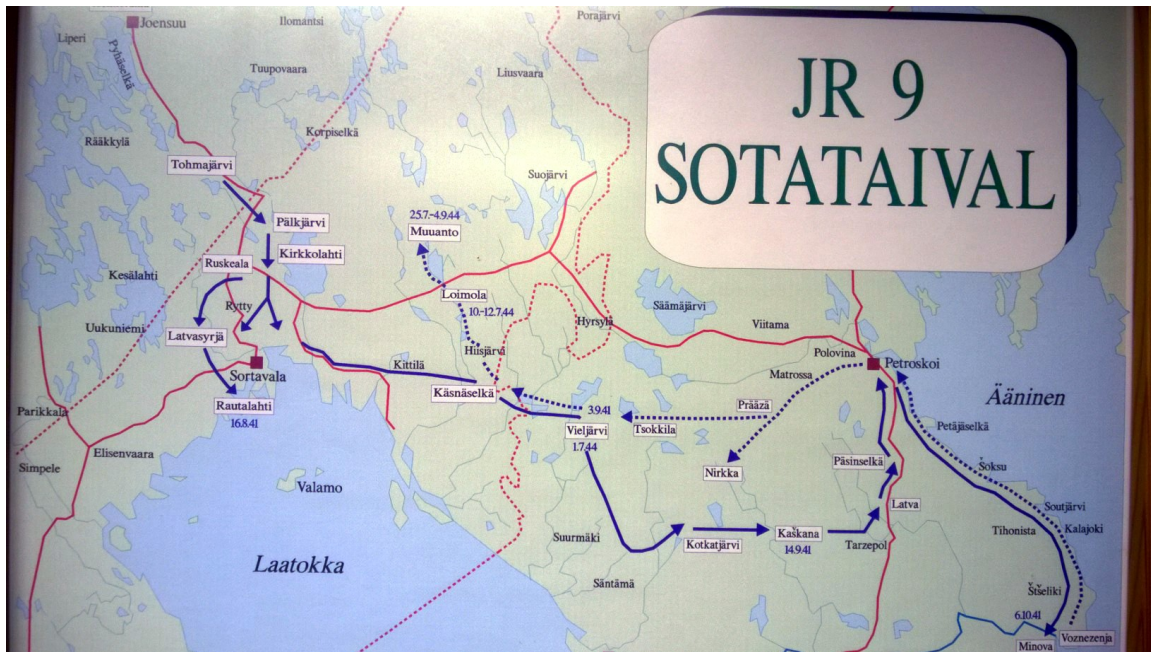 JR 9
SOTATAIVAL
Joensuu
Ilomantsi
Porajärvi
Liperi
Pyhäselkä
Tuupovaara
Liusvaara
Rääkkylä
Korpiselkä
Tohmajärvi
Suojärvi
Pälkjärvi
25.7.-4.9.44
Muuanto
Kirkkolahti
Ruskeala
Kesälahti
Loimola
10.-12.7.44
Säämäjärvi
Rytty
Uukuniemi
Latvasyrjä
Hyrsylä
Viitama
Hiisjärvi
Polovina
Petroskoi
Kittilä
Sortavala
Matrossa
Käsnäselkä
Ääninen
Rautalahti
16.8.41
3.9.41
Prääzä
Parikkala
Vieljärvi
1.7.44
Tsokkila
Petäjäselkä
Elisenvaara
Simpele
Nirkka
Päsinselkä
Šoksu
Valamo
Latva
Soutjärvi
Kalajoki
Tihonista
Suurmäki
Kotkatjärvi
Kaškana
14.9.41
Tarzepol
Laatokka
Säntämä
Štšeliki
6.10.41
Voznezenja
Minova